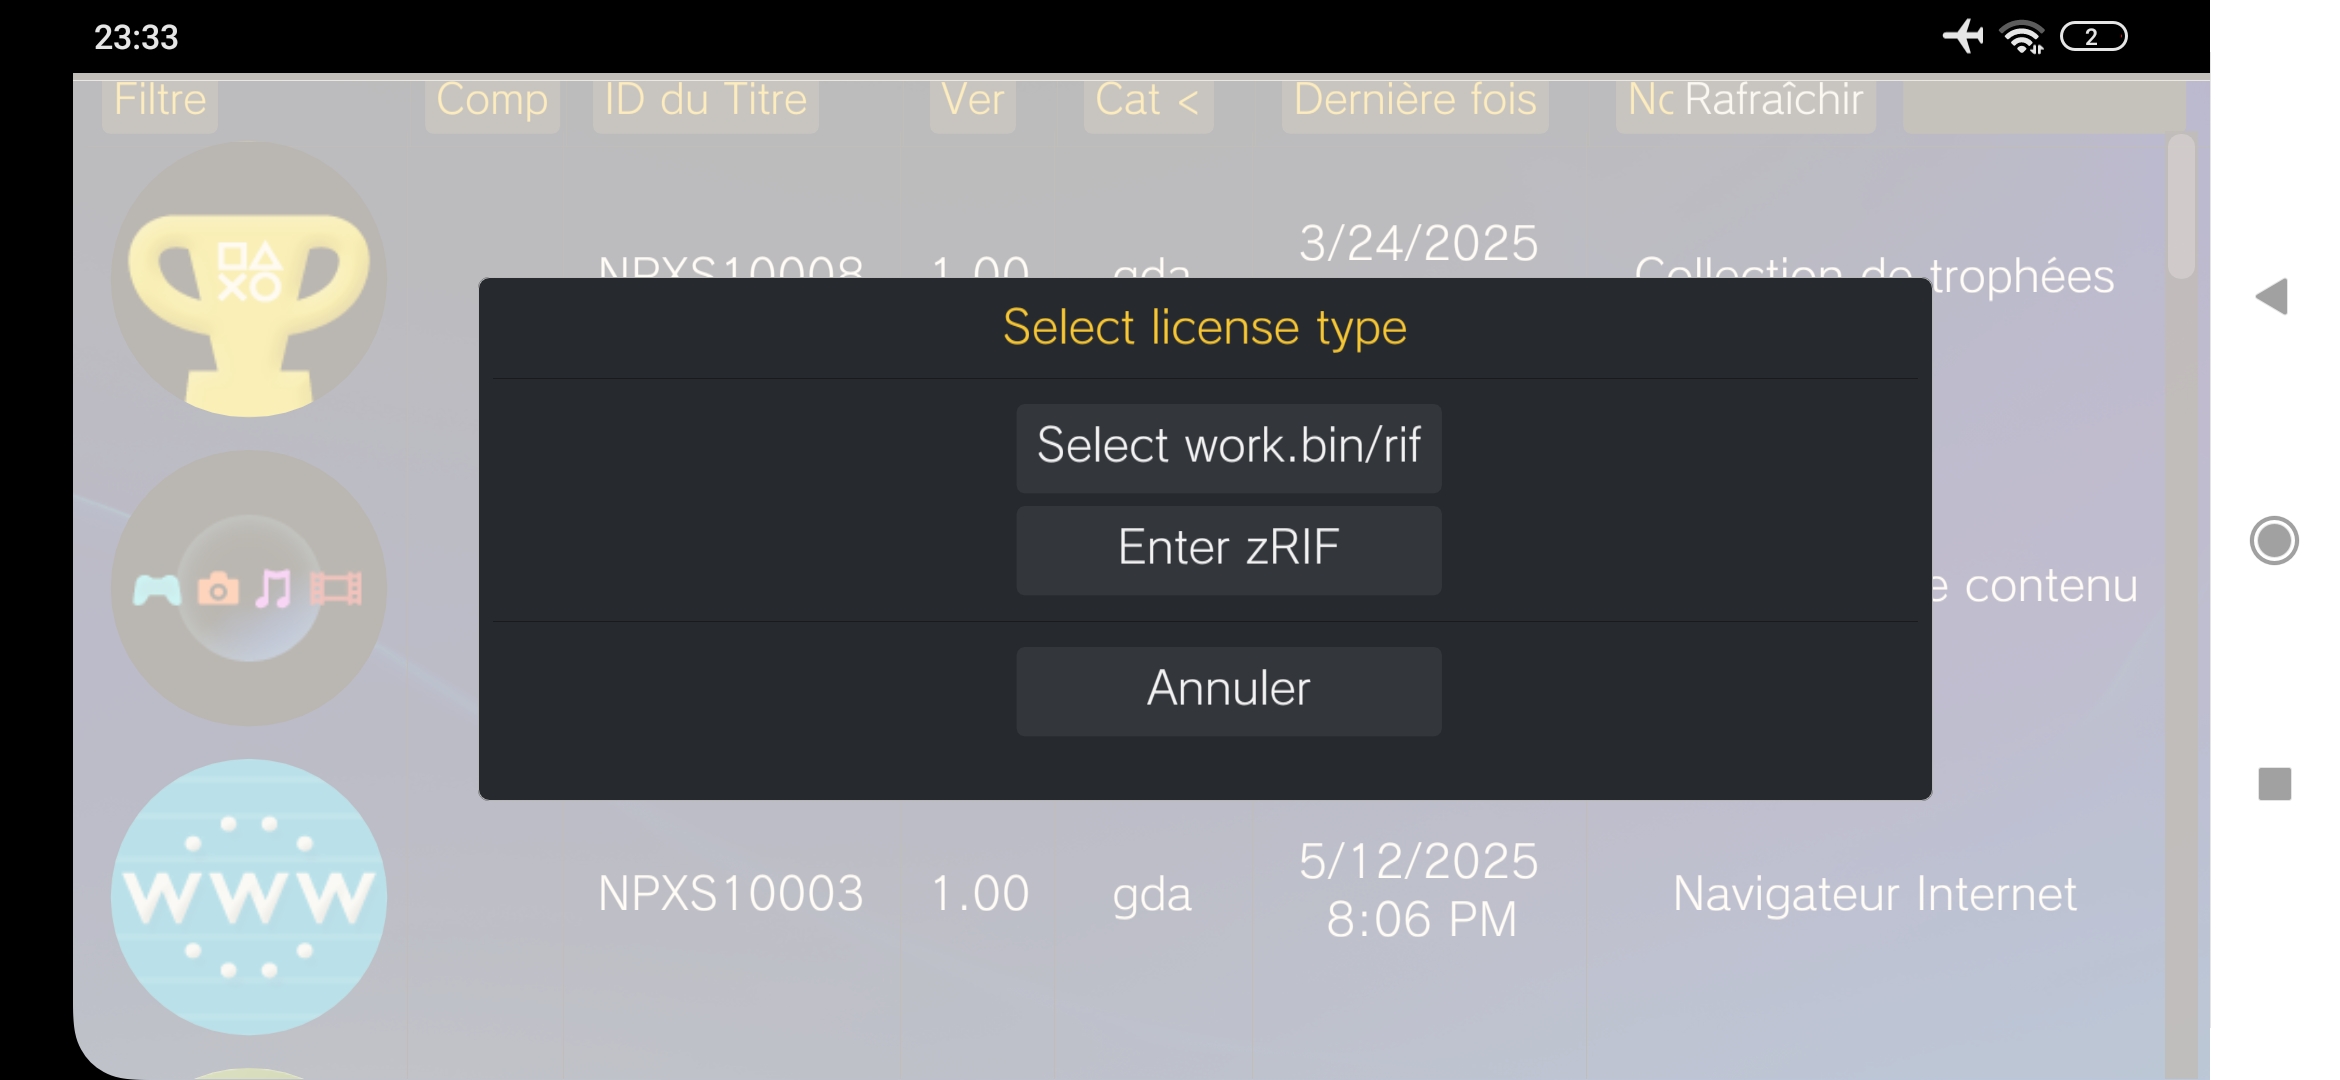 23:33
2
Filtre Comp ID du Titre Ver Cat < Dernière fois No Rafraîchir
NPXS10008 1.00 gda 3/24/2025 Collection de trophées
Select license type
Select work.bin/rif
Enter zRIF
e contenu
Annuler
WWW
NPXS10003 1.00 gda 5/12/2025
8:06 PM Navigateur Internet